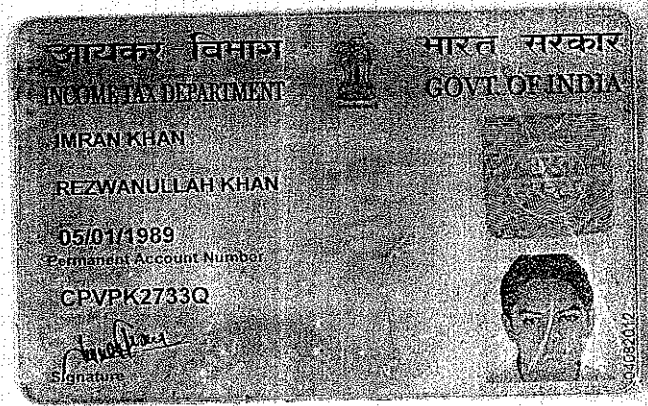 आयकर विभाग
भारत सरकार
INCOME TAX DEPARTMENT
GOVT. OF INDIA
IMRAN KHAN
REZWANULLAH KHAN
05/01/1989
Permanent Account Number
CPVPK2733Q
Signature
04082012